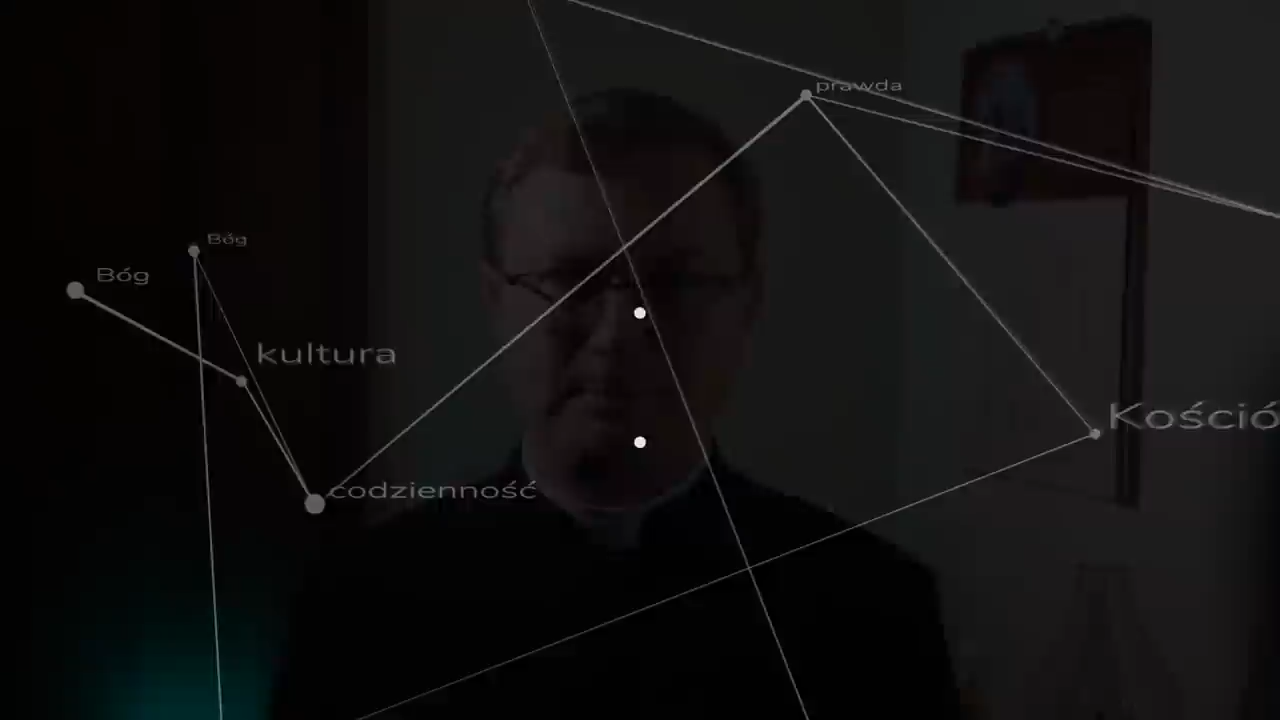 prawda
Bóg
Bóg
kultura
Kośció
codzienność